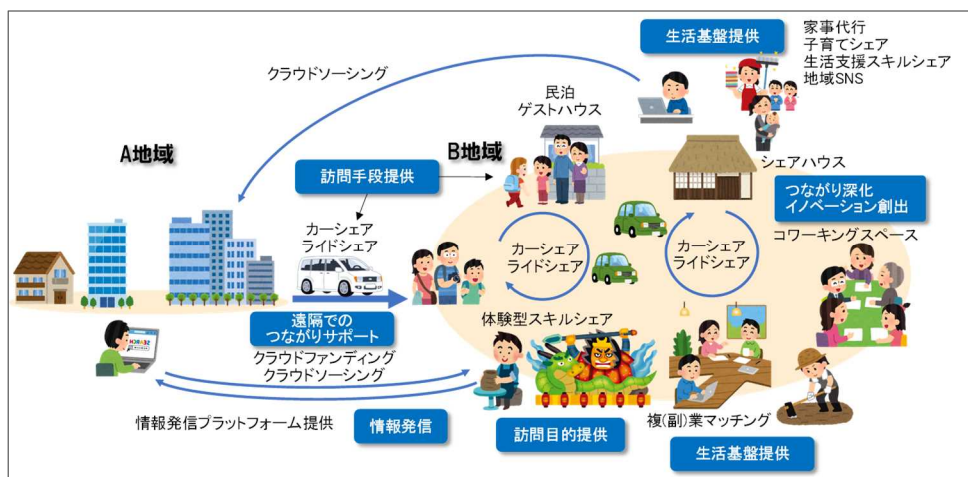 生活基盤提供
家事代行
子育てシェア
生活支援スキルシェア
地域SNS
クラウドソーシング
民泊
ゲストハウス
A地域
B地域
シェアハウス
訪問手段提供
つながり深化
イノベーション創出
コワーキングスペース
カーシェア
ライドシェア
カーシェア
ライドシェア
カーシェア
ライドシェア
遠隔での
つながりサポート
体験型スキルシェア
クラウドファンディング
クラウドソーシング
情報発信プラットフォーム提供
情報発信
訪問目的提供
複(副)業マッチング
生活基盤提供